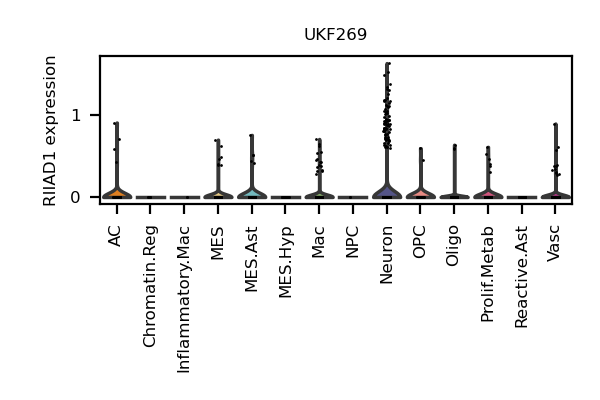 UKF269
RIIAD1 expression
1
0
AC
Chromatin.Reg
Inflammatory.Mac
MES
MES.Ast
MES.Hyp
Mac
NPC
Neuron
OPC
Oligo
Prolif.Metab
Reactive.Ast
Vasc